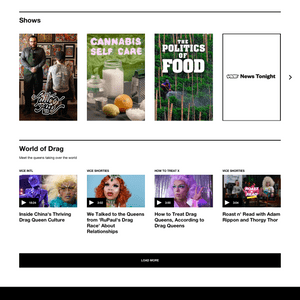 Shows
CANNABIS
SELF CARE
THE
POLITICS
OF
FOOD
VICE News Tonight
World of Drag
Meet the queens taking over the world
VICE INTL
Inside China's Thriving
Drag Queen Culture
VICE SHORTIES
We Talked to the Queens
from 'RuPaul's Drag
Race' About
Relationships
HOW TO TREAT X
How to Treat Drag
Queens, According to
Drag Queens
VICE SHORTIES
Roast n' Read with Adam
Rippon and Thorgy Thor
LOAD MORE